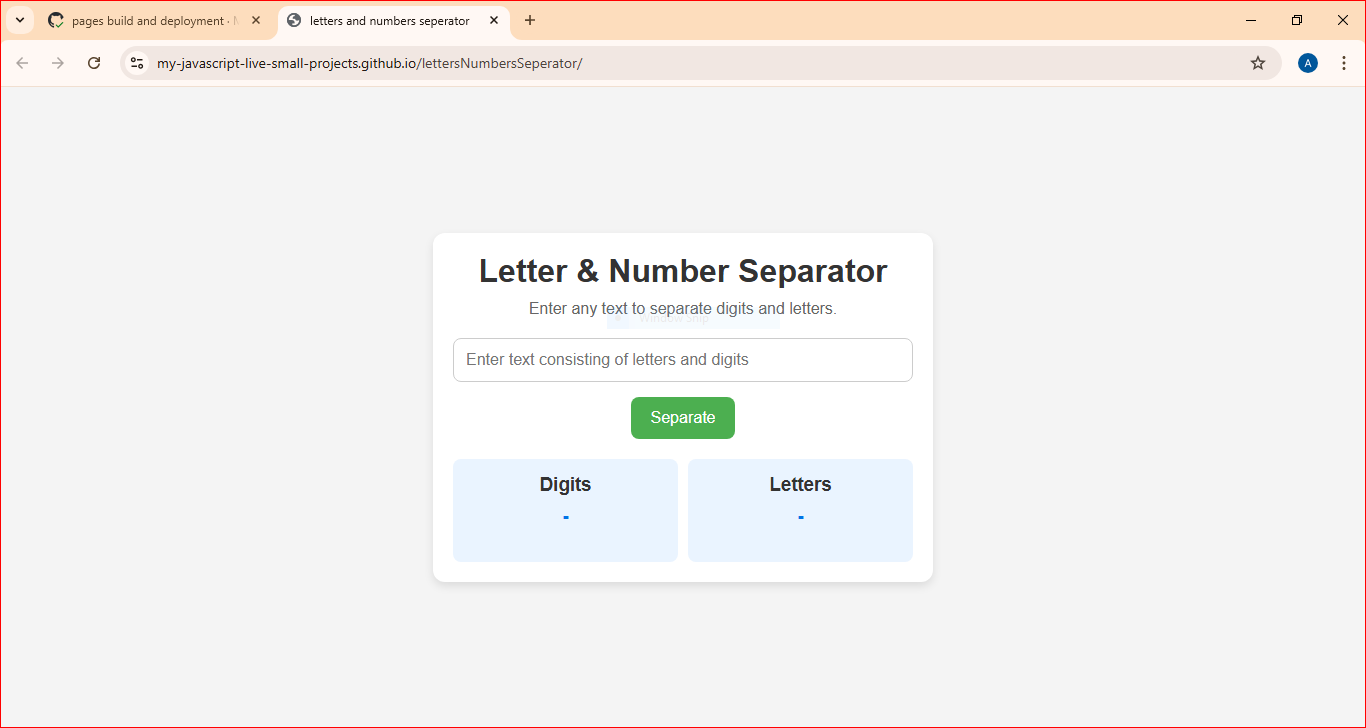 pages build and deployment ·
letters and numbers seperator
my-javascript-live-small-projects.github.io/lettersNumbersSeperator/
A
Letter & Number Separator
Enter any text to separate digits and letters.
Enter text consisting of letters and digits
Separate
Digits
Letters
-
-